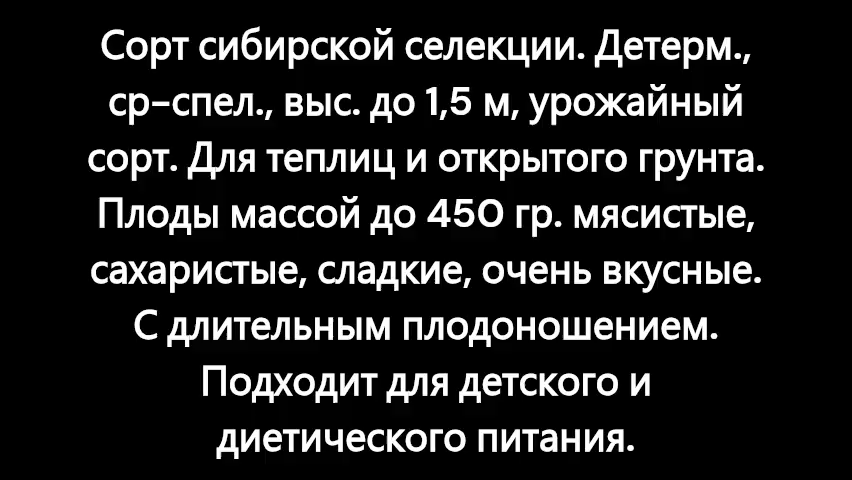 Сорт сибирской селекции. Детерм.,
ср-спел., выс. до 1,5 м, урожайный
сорт. Для теплиц и открытого грунта.
Плоды массой до 450 гр. мясистые,
сахаристые, сладкие, очень вкусные.
С длительным плодоношением.
Подходит для детского и
диетического питания.